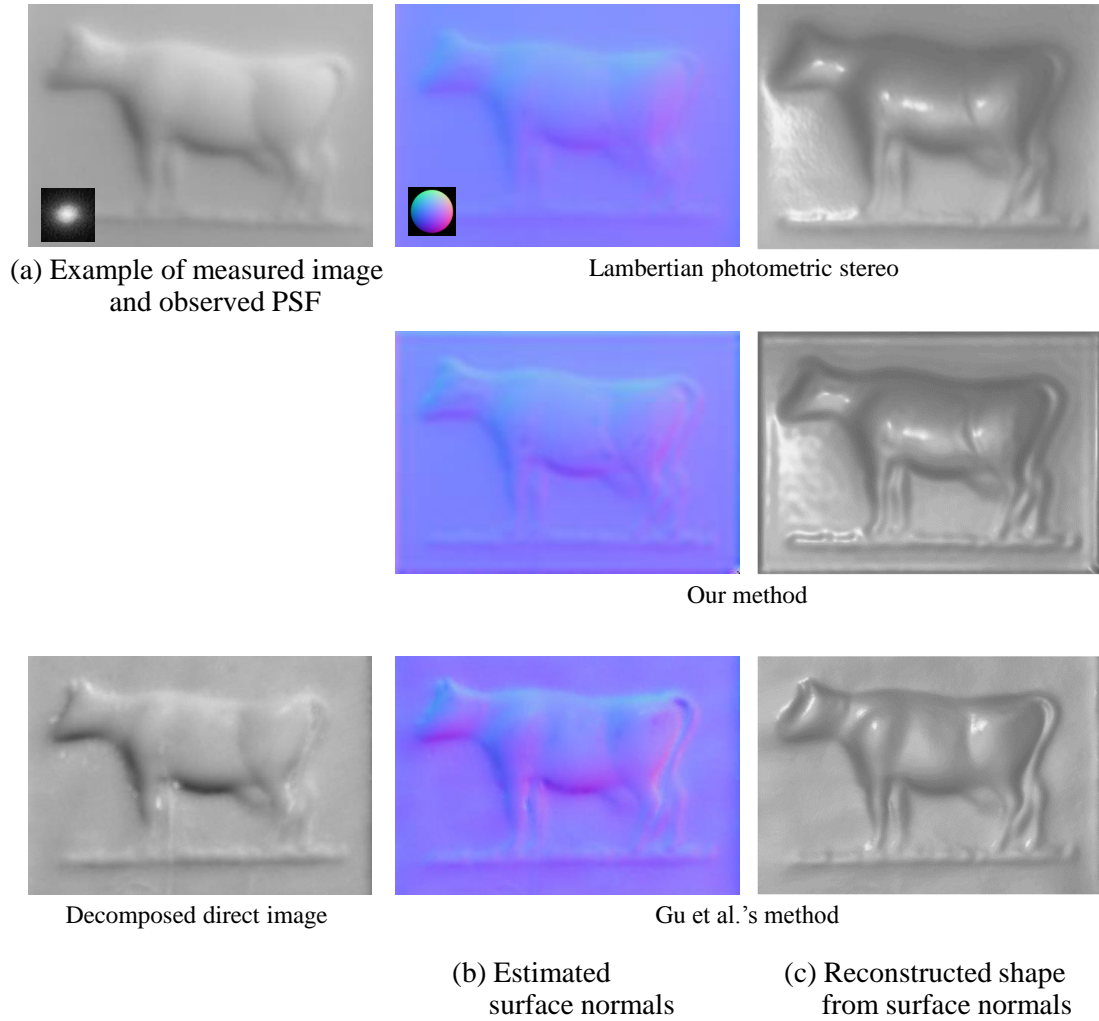 (a) Example of measured image
and observed PSF
Lambertian photometric stereo
Our method
Decomposed direct image
Gu et al.'s method
(b) Estimated
surface normals
(c) Reconstructed shape
from surface normals